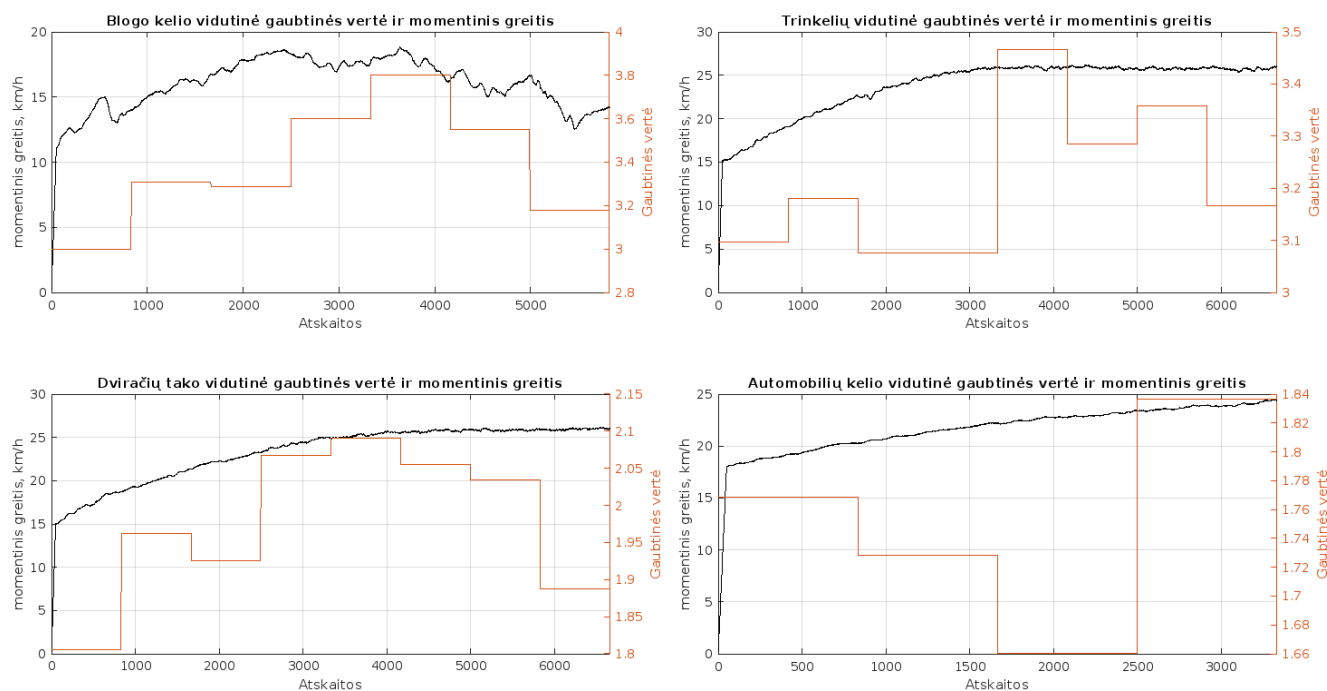 Blogo kelio vidutinė gaubtinės vertė ir momentinis greitis
20
15
10
5
0
momentinis greitis, km/h
0 1000 2000 3000 4000 5000
Atskaitos
4
3.8
3.6
3.4
3.2
3
2.8
Gaubtinės vertė
Trinkelių vidutinė gaubtinės vertė ir momentinis greitis
30
25
20
15
10
5
0
momentinis greitis, km/h
0 1000 2000 3000 4000 5000 6000
Atskaitos
3.5
3.4
3.3
3.2
3.1
3
Gaubtinės vertė
Dviračių tako vidutinė gaubtinės vertė ir momentinis greitis
30
25
20
15
10
5
0
momentinis greitis, km/h
0 1000 2000 3000 4000 5000 6000
Atskaitos
2.15
2.1
2.05
2
1.95
1.9
1.85
1.8
Gaubtinės vertė
Automobilių kelio vidutinė gaubtinės vertė ir momentinis greitis
25
20
15
10
5
0
momentinis greitis, km/h
0 500 1000 1500 2000 2500 3000
Atskaitos
1.84
1.82
1.8
1.78
1.76
1.74
1.72
1.7
1.68
1.66
Gaubtinės vertė